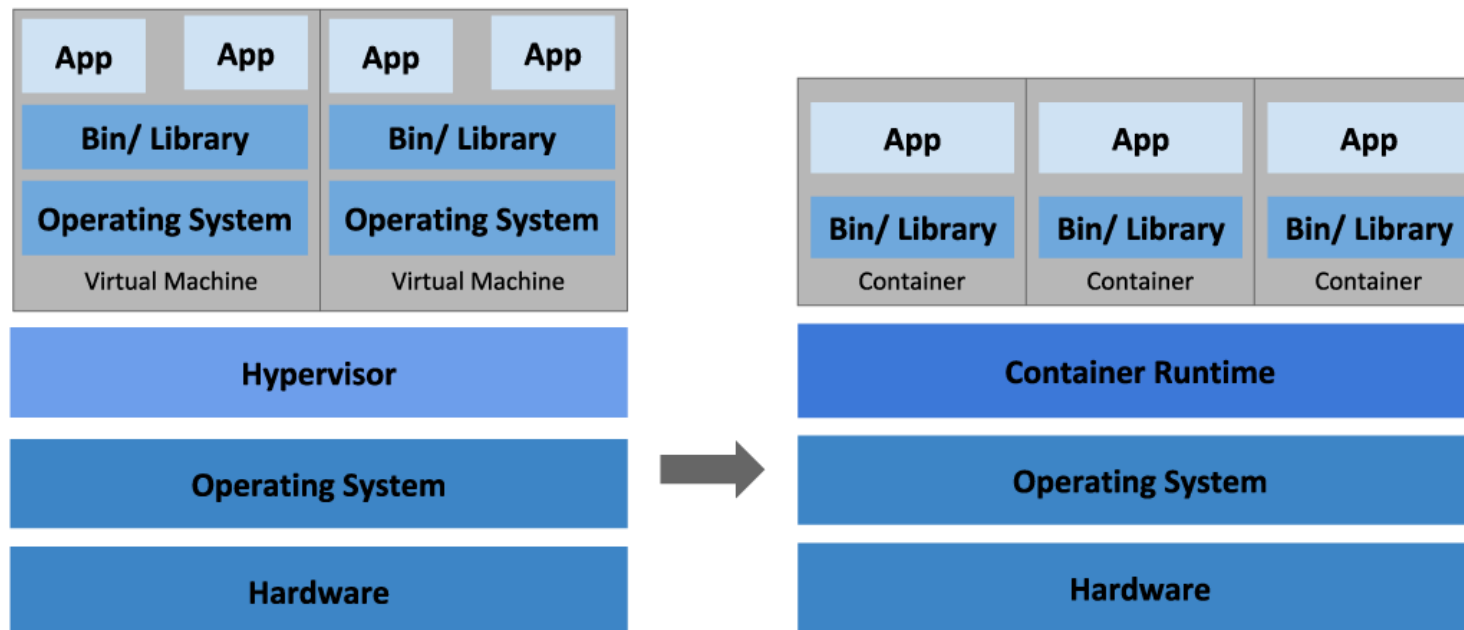 App
App
App
App
Bin/ Library
Bin/ Library
Operating System
Operating System
Virtual Machine
Virtual Machine
Hypervisor
Operating System
Hardware
App
App
App
Bin/ Library
Bin/ Library
Bin/ Library
Container
Container
Container
Container Runtime
Operating System
Hardware